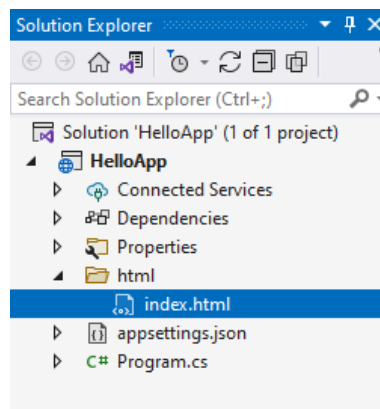 Solution Explorer
Search Solution Explorer (Ctrl+;)
Solution 'HelloApp' (1 of 1 project)
HelloApp
Connected Services
Dependencies
Properties
html
index.html
appsettings.json
C# Program.cs